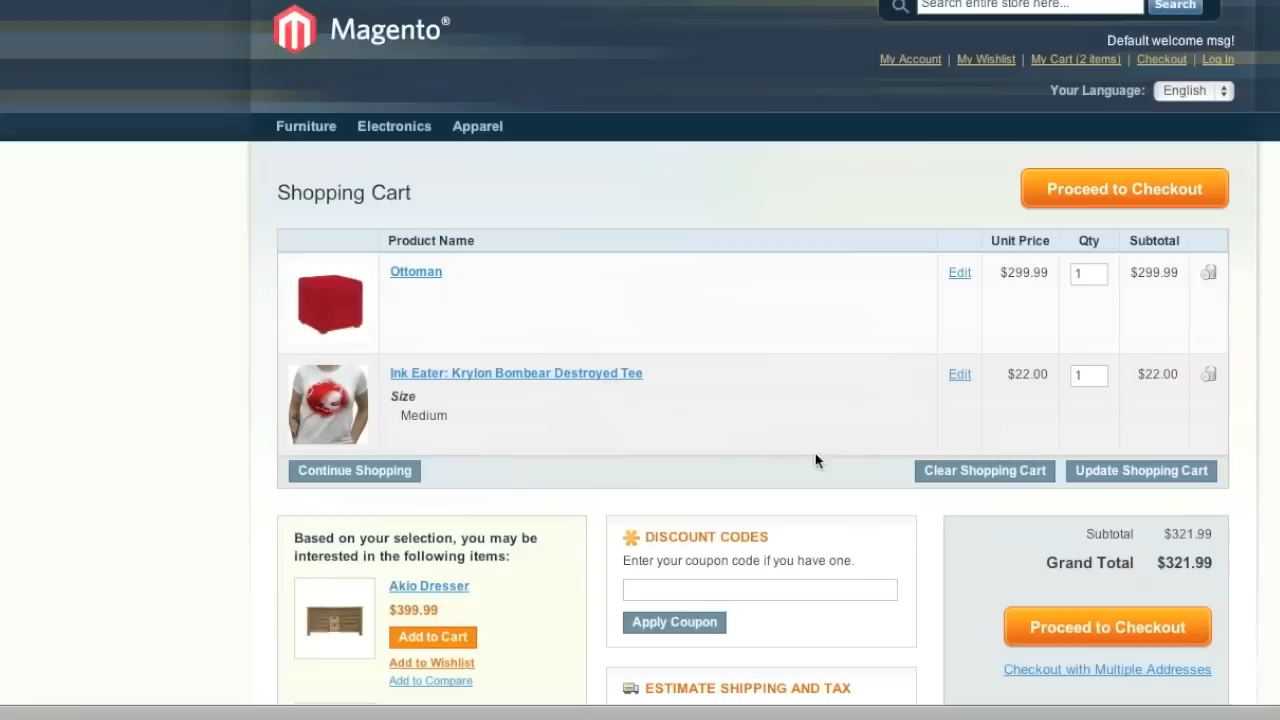 Magento®
Search entire store here...
Search
Default welcome msg!
My Account | My Wishlist | My Cart (2 items) | Checkout | Log In
Your Language: English
Furniture Electronics Apparel
Shopping Cart
Proceed to Checkout
Product Name Unit Price Qty Subtotal
Ottoman Edit $299.99 1 $299.99
Ink Eater: Krylon Bombear Destroyed Tee Edit $22.00 1 $22.00
Size
Medium
Continue Shopping Clear Shopping Cart Update Shopping Cart
Based on your selection, you may be
interested in the following items:
Akio Dresser
$399.99
Add to Cart
Add to Wishlist
Add to Compare
DISCOUNT CODES
Enter your coupon code if you have one.
Apply Coupon
ESTIMATE SHIPPING AND TAX
Subtotal $321.99
Grand Total $321.99
Proceed to Checkout
Checkout with Multiple Addresses